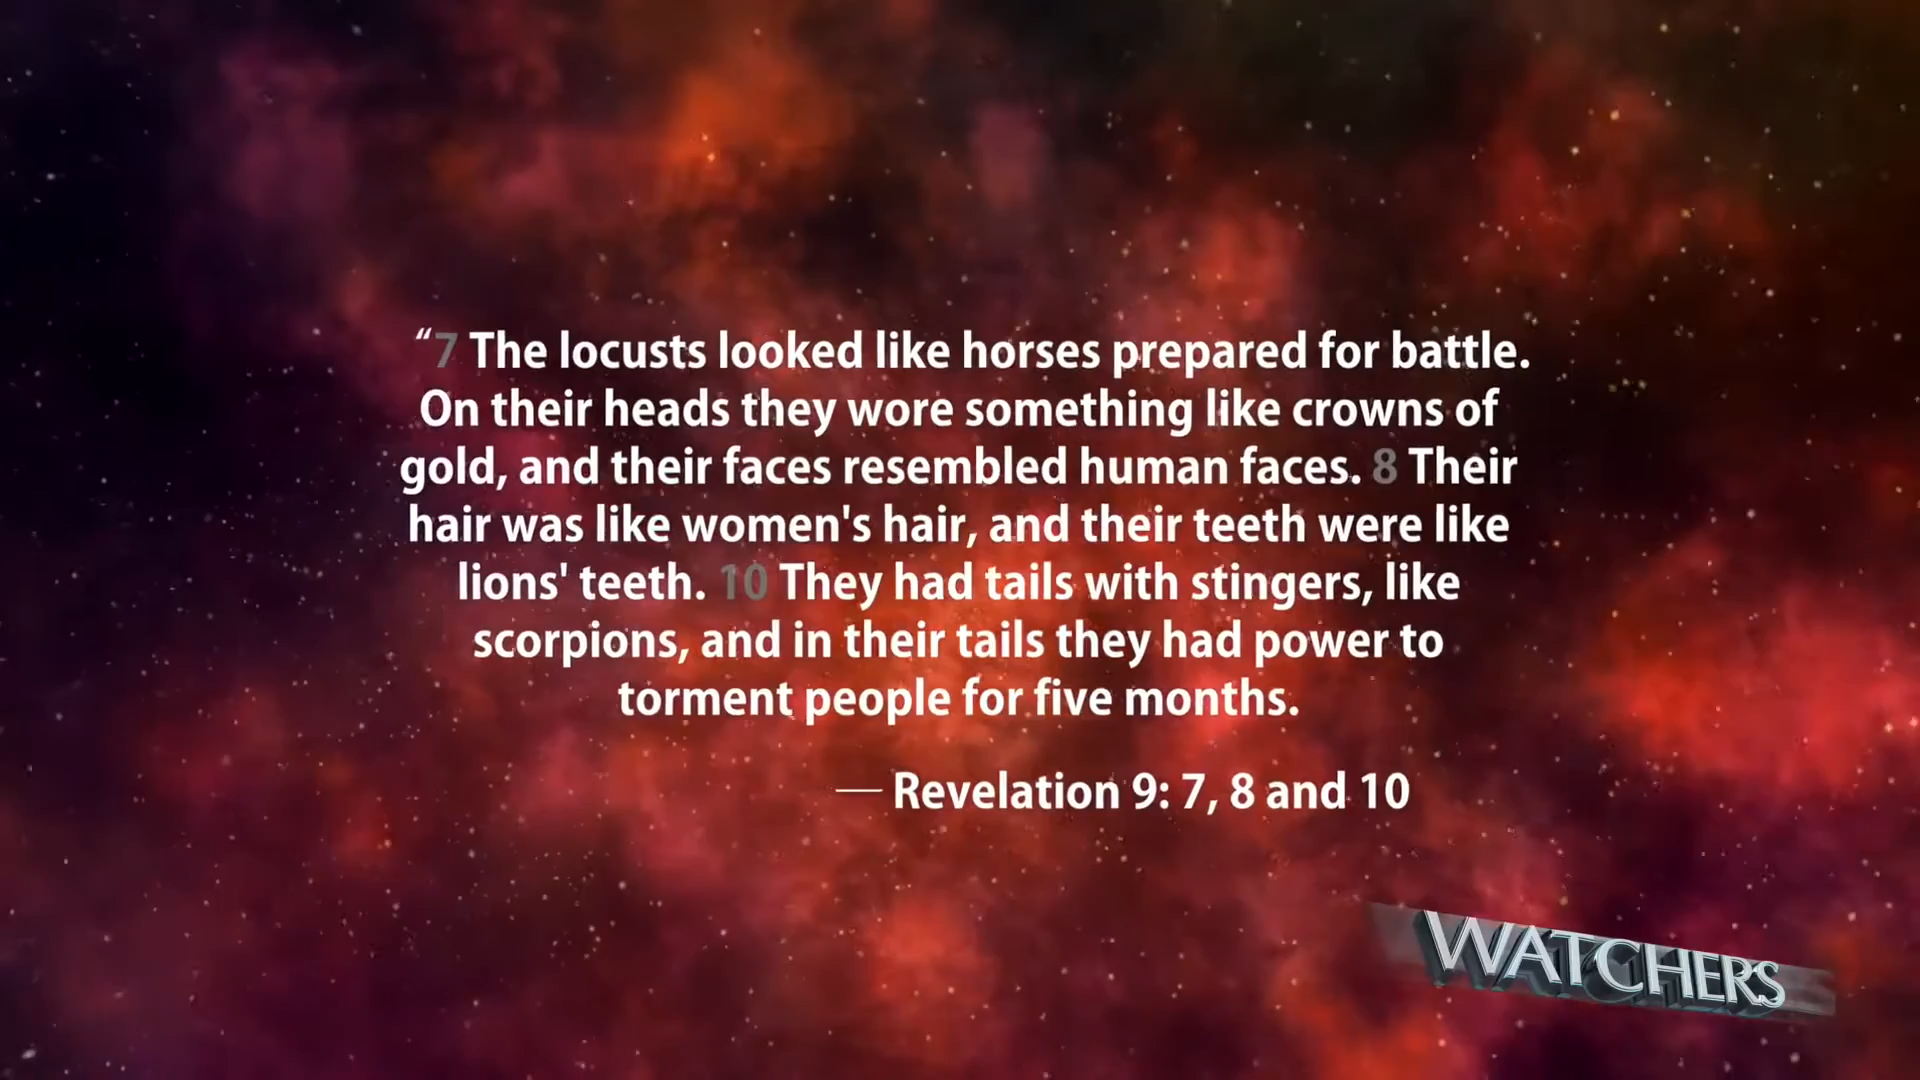 “7 The locusts looked like horses prepared for battle.
On their heads they wore something like crowns of
gold, and their faces resembled human faces. 8 Their
hair was like women's hair, and their teeth were like
lions' teeth. 10 They had tails with stingers, like
scorpions, and in their tails they had power to
torment people for five months.
— Revelation 9: 7, 8 and 10
WATCHERS